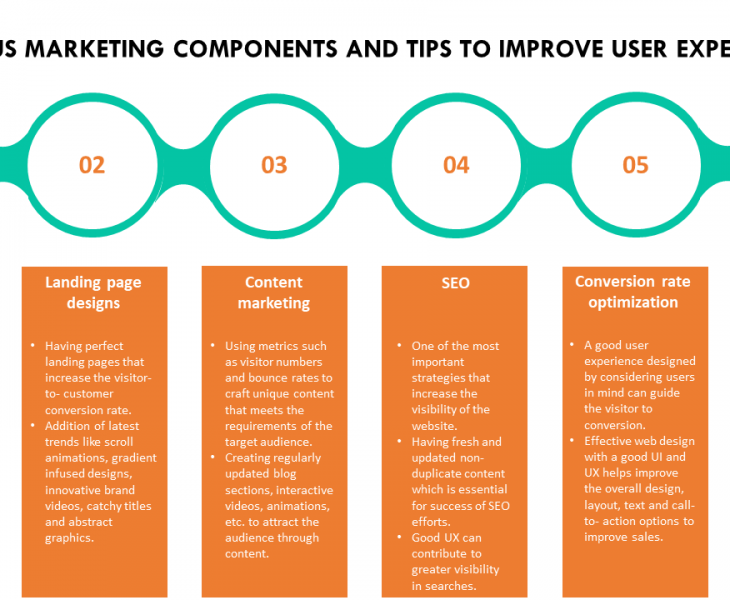 US MARKETING COMPONENTS AND TIPS TO IMPROVE USER EXPE
02
03
04
05
Landing page
designs
• Having perfect
landing pages that
increase the visitor-
to- customer
conversion rate.
• Addition of latest
trends like scroll
animations, gradient
infused designs,
innovative brand
videos, catchy titles
and abstract
graphics.
Content
marketing
• Using metrics such
as visitor numbers
and bounce rates to
craft unique content
that meets the
requirements of the
target audience.
• Creating regularly
updated blog
sections, interactive
videos, animations,
etc. to attract the
audience through
content.
SEO
• One of the most
important
strategies that
increase the
visibility of the
website.
• Having fresh and
updated non-
duplicate content
which is essential
for success of SEO
efforts.
• Good UX can
contribute to
greater visibility
in searches.
Conversion rate
optimization
• A good user
experience designed
by considering users
in mind can guide
the visitor to
conversion.
• Effective web design
with a good UI and
UX helps improve
the overall design,
layout, text and call-
to- action options to
improve sales.